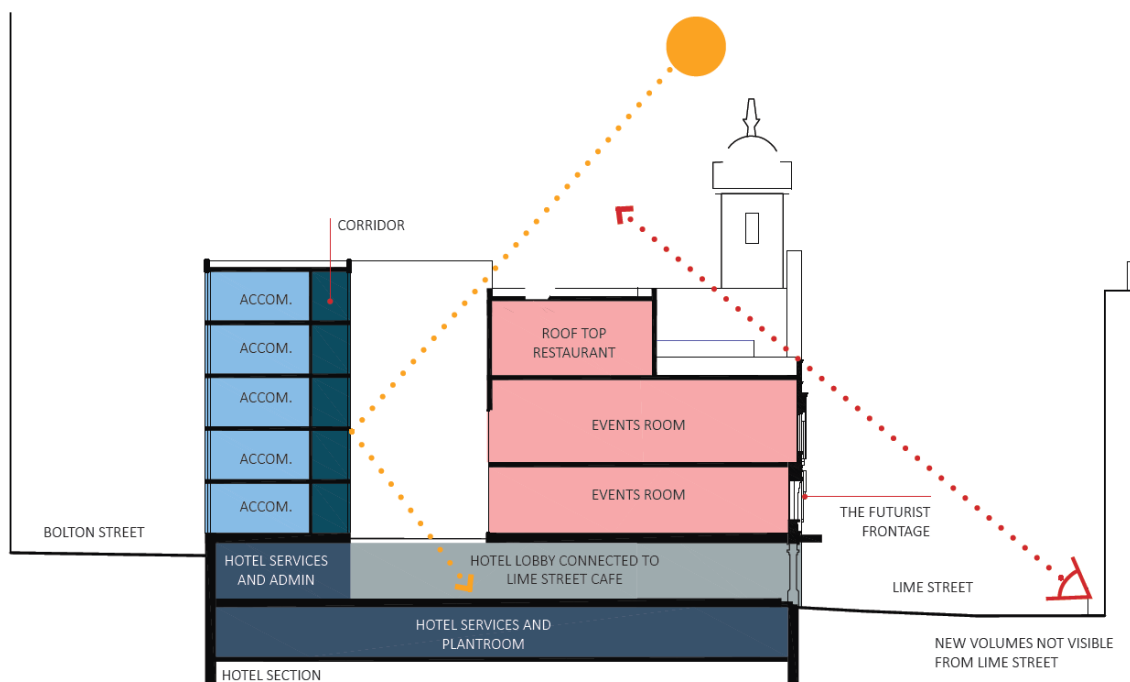 CORRIDOR
ACCOM.
ACCOM.
ACCOM.
ACCOM.
ACCOM.
ROOF TOP
RESTAURANT
EVENTS ROOM
EVENTS ROOM
THE FUTURIST
FRONTAGE
BOLTON STREET
HOTEL SERVICES
AND ADMIN
HOTEL LOBBY CONNECTED TO
LIME STREET CAFE
LIME STREET
HOTEL SERVICES AND
PLANTROOM
NEW VOLUMES NOT VISIBLE
FROM LIME STREET
HOTEL SECTION